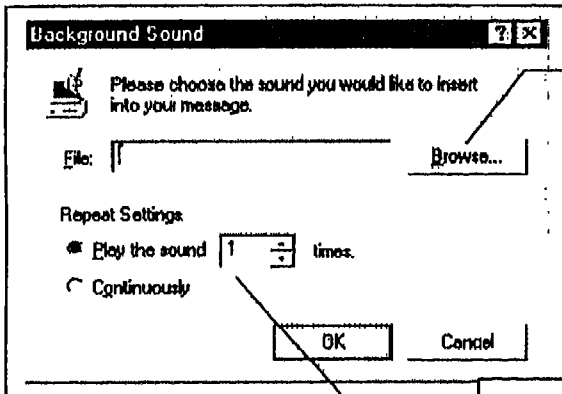 Background Sound
Please choose the sound you would like to insert
into your message.
File:
Browse...
Repeat Settings
Play the sound 1 times.
Continuously
OK
Cancel